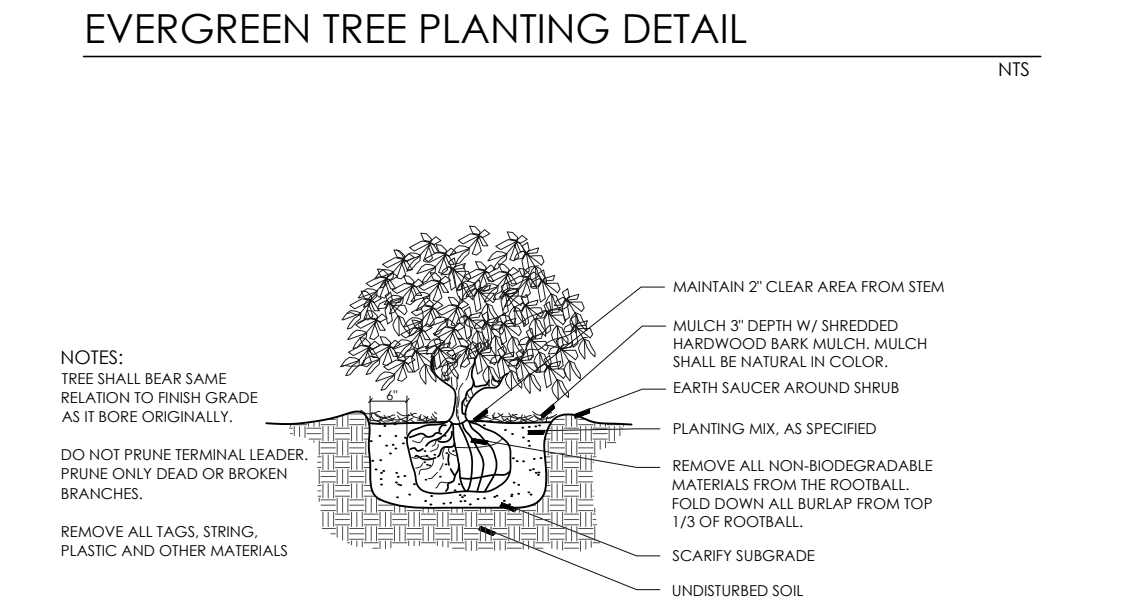 EVERGREEN TREE PLANTING DETAIL
NTS
NOTES:
TREE SHALL BEAR SAME
RELATION TO FINISH GRADE
AS IT BORE ORIGINALLY.
DO NOT PRUNE TERMINAL LEADER.
PRUNE ONLY DEAD OR BROKEN
BRANCHES.
REMOVE ALL TAGS, STRING,
PLASTIC AND OTHER MATERIALS
6"
MAINTAIN 2" CLEAR AREA FROM STEM
MULCH 3" DEPTH W/ SHREDDED
HARDWOOD BARK MULCH. MULCH
SHALL BE NATURAL IN COLOR.
EARTH SAUCER AROUND SHRUB
PLANTING MIX, AS SPECIFIED
REMOVE ALL NON-BIODEGRADABLE
MATERIALS FROM THE ROOTBALL.
FOLD DOWN ALL BURLAP FROM TOP
1/3 OF ROOTBALL.
SCARIFY SUBGRADE
UNDISTURBED SOIL